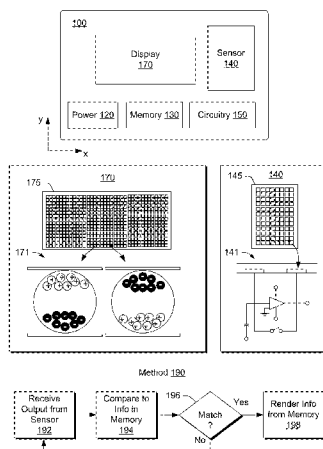 100
Display
170
Sensor
140
Power 120
Memory 130
Circuitry 150
y
x
175
170
171
145
140
141
Method 190
Receive
Output from
Sensor
192
Compare to
Info in
Memory
194
196
Match
?
Yes
No
Render Info
from Memory
198